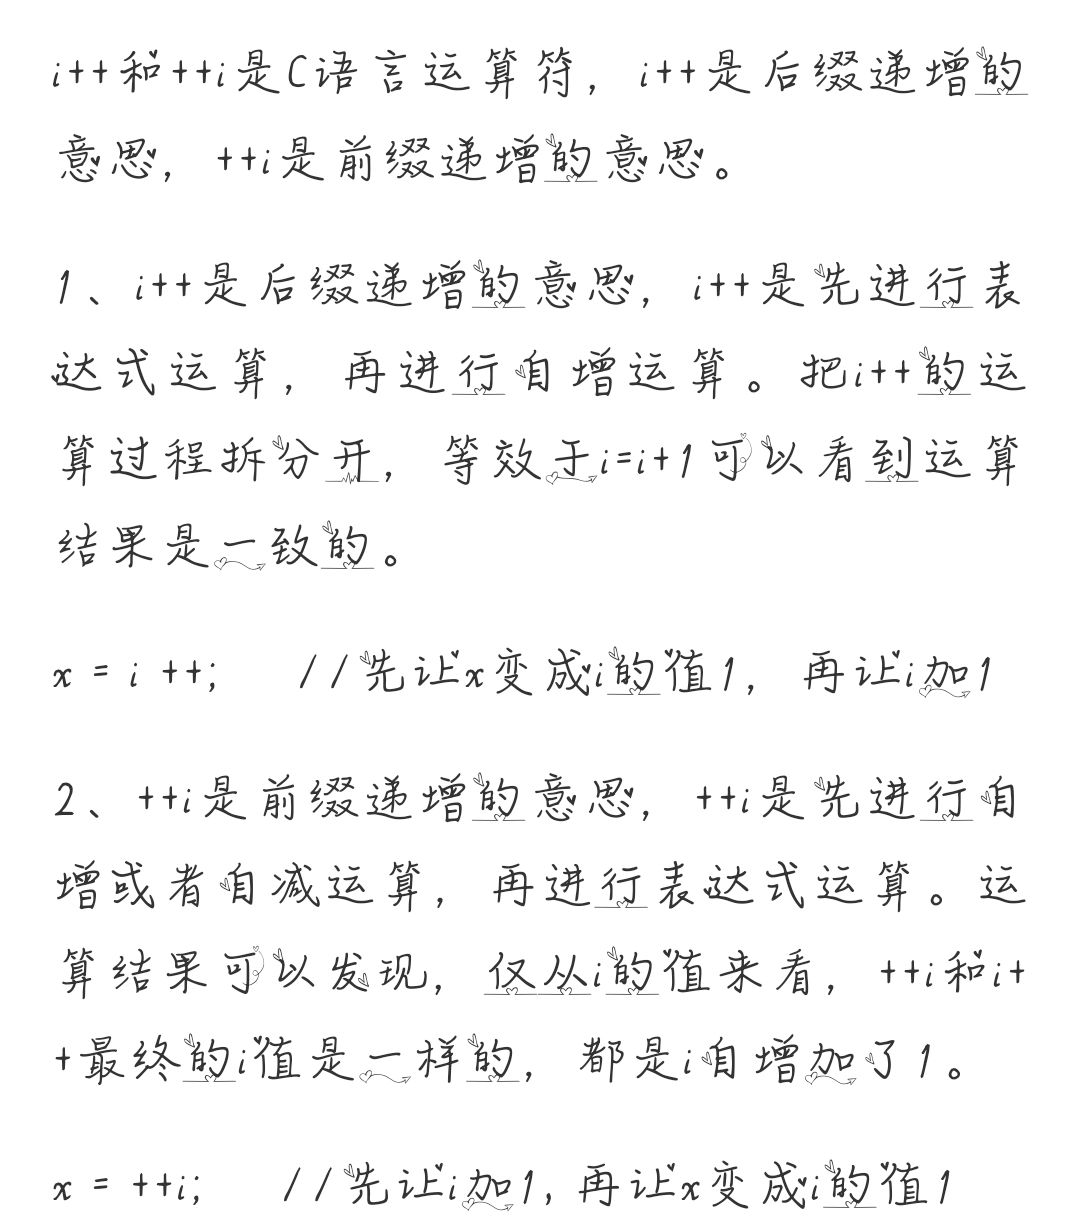 i++和++i是C语言运算符，i++是后缀递增的
意思，++i是前缀递增的意思。
1、i++是后缀递增的意思，i++是先进行表
达式运算，再进行自增运算。把i++的运
算过程拆分开，等效于i=i+1可以看到运算
结果是一致的。
x = i ++; //先让x变成i的值1，再让i加1
2、++i是前缀递增的意思，++i是先进行自
增或者自减运算，再进行表达式运算。运
算结果可以发现，仅从i的值来看，++i和i+
+最终的i值是一样的，都是i自增加了1。
x = ++i; //先让i加1, 再让x变成i的值1